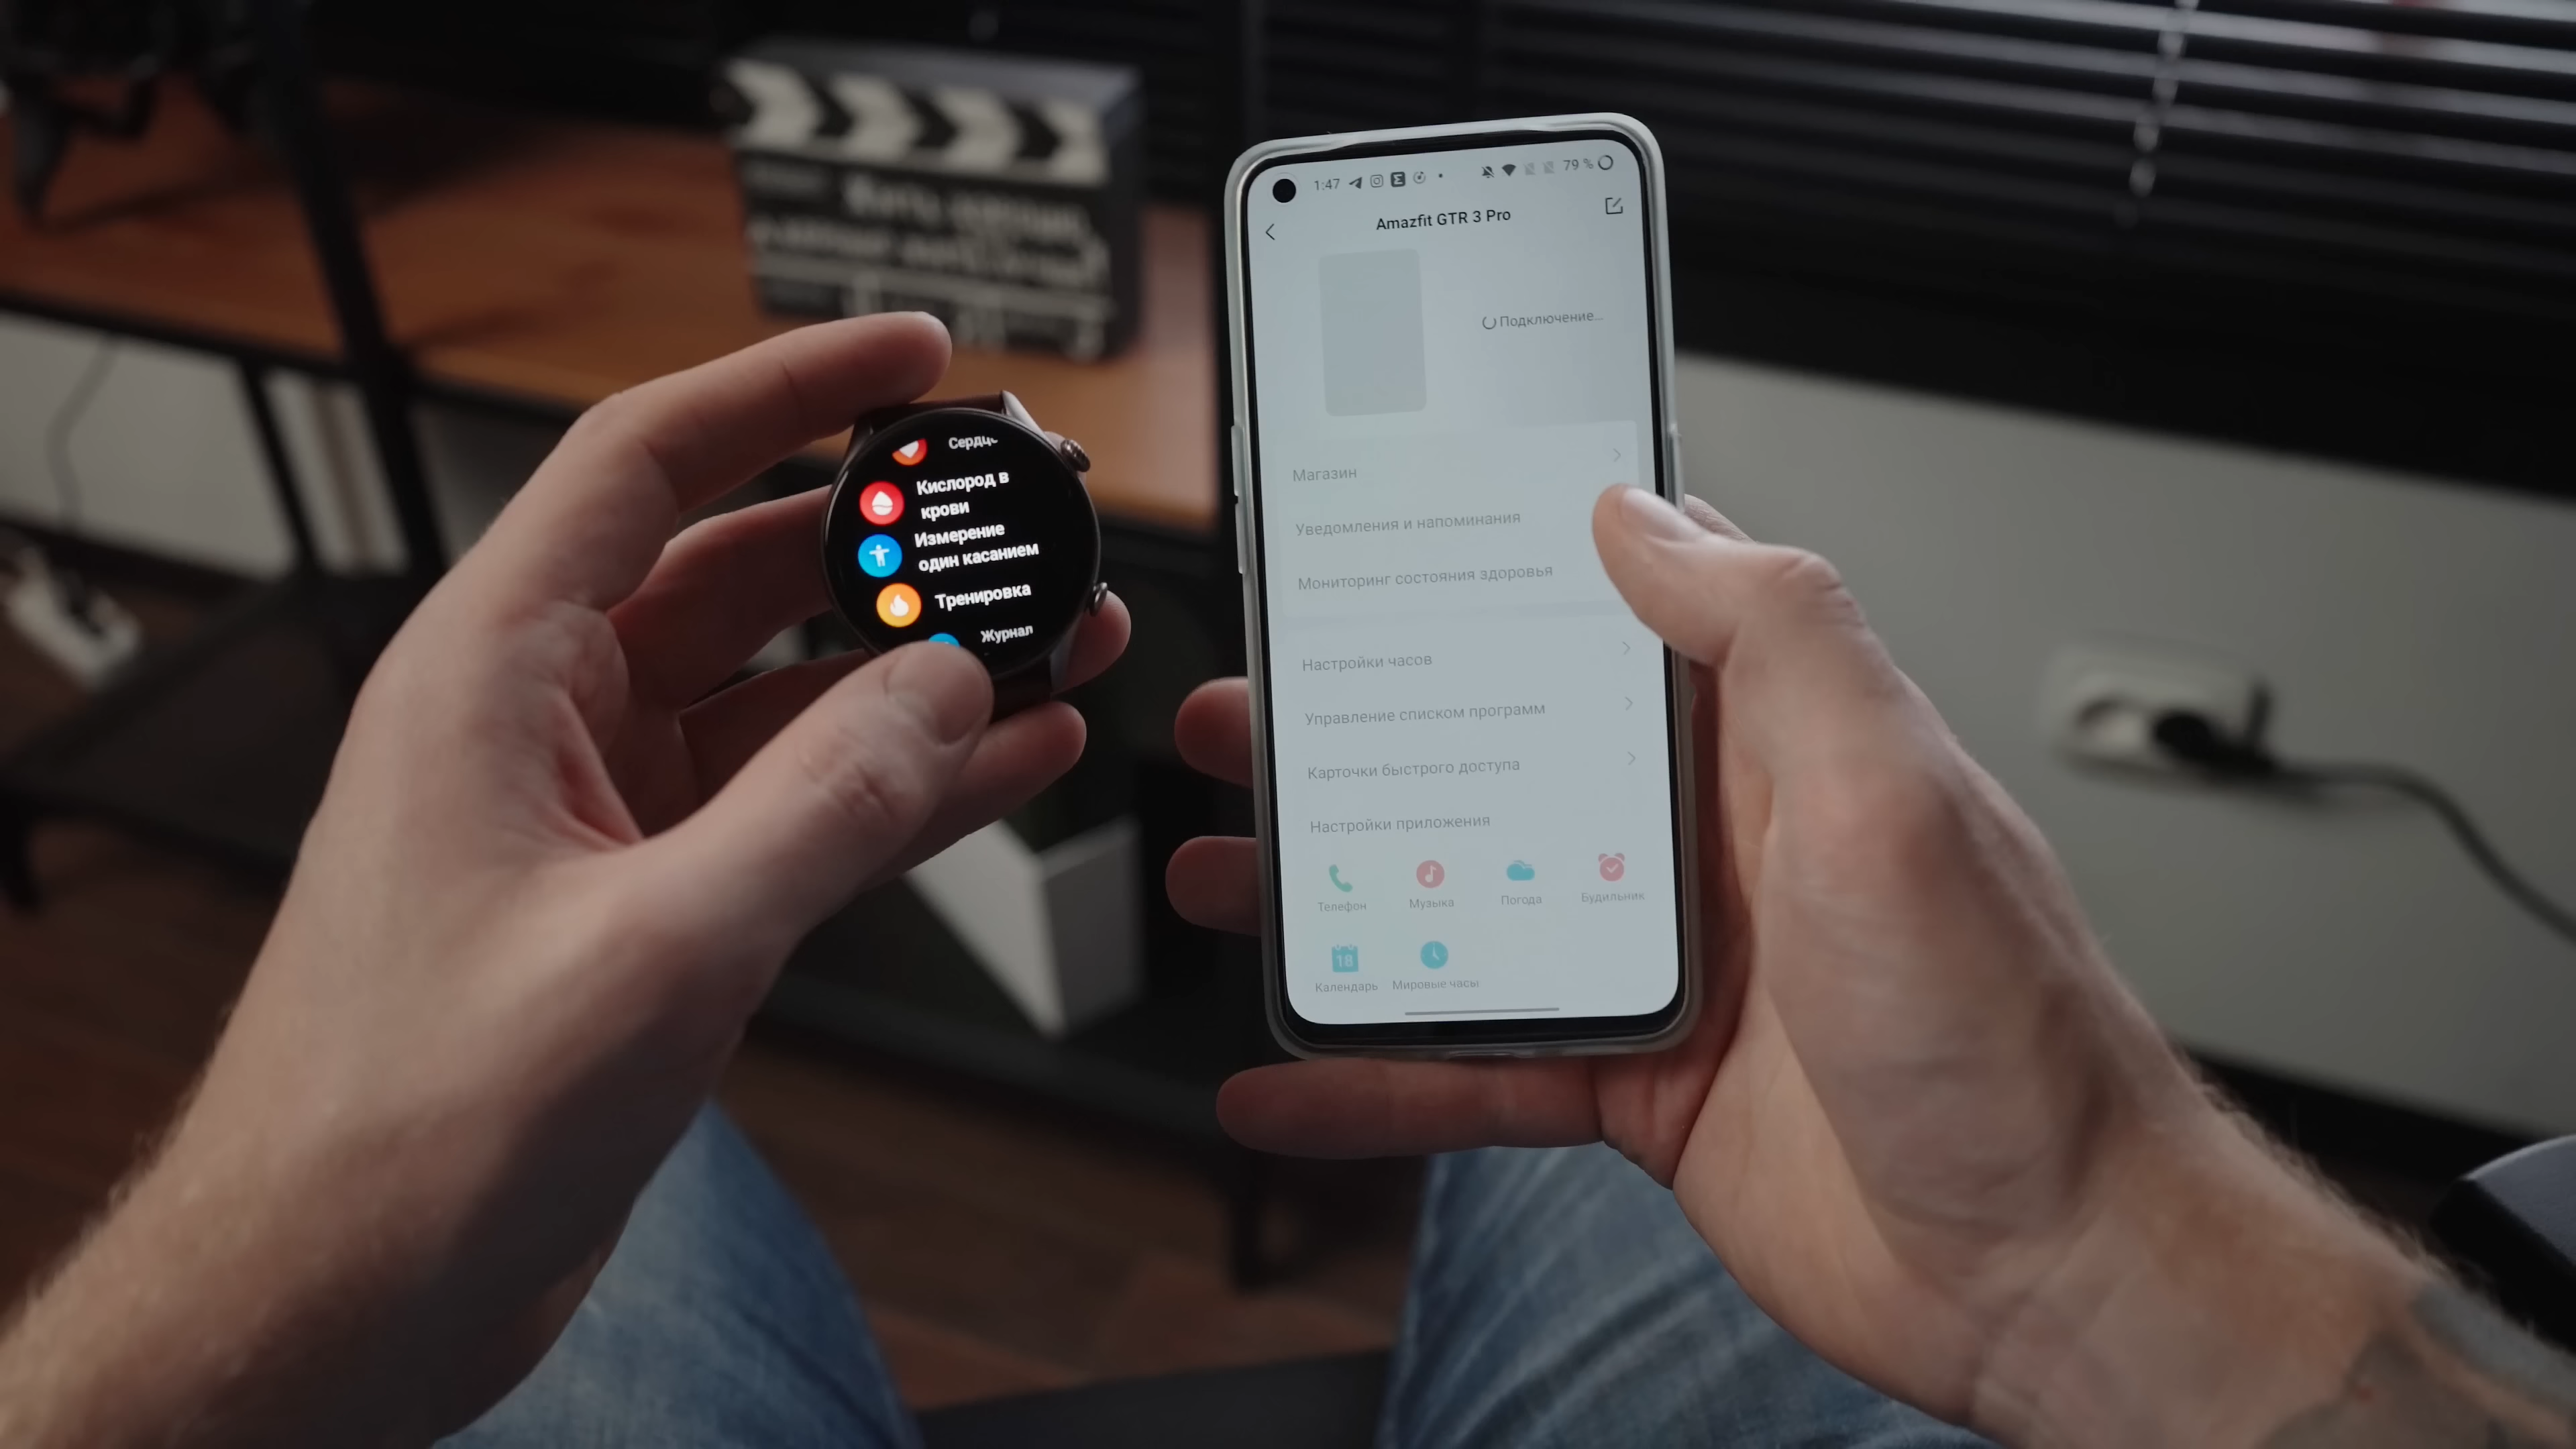 Сердце
Кислород в
крови
Измерение
один касанием
Тренировка
Журнал
1:47
79 %
Amazfit GTR 3 Pro
Подключение...
Магазин
Уведомления и напоминания
Мониторинг состояния здоровья
Настройки часов
Управление списком программ
Карточки быстрого доступа
Настройки приложения
Телефон Музыка Погода Будильник
18
Календарь Мировые часы